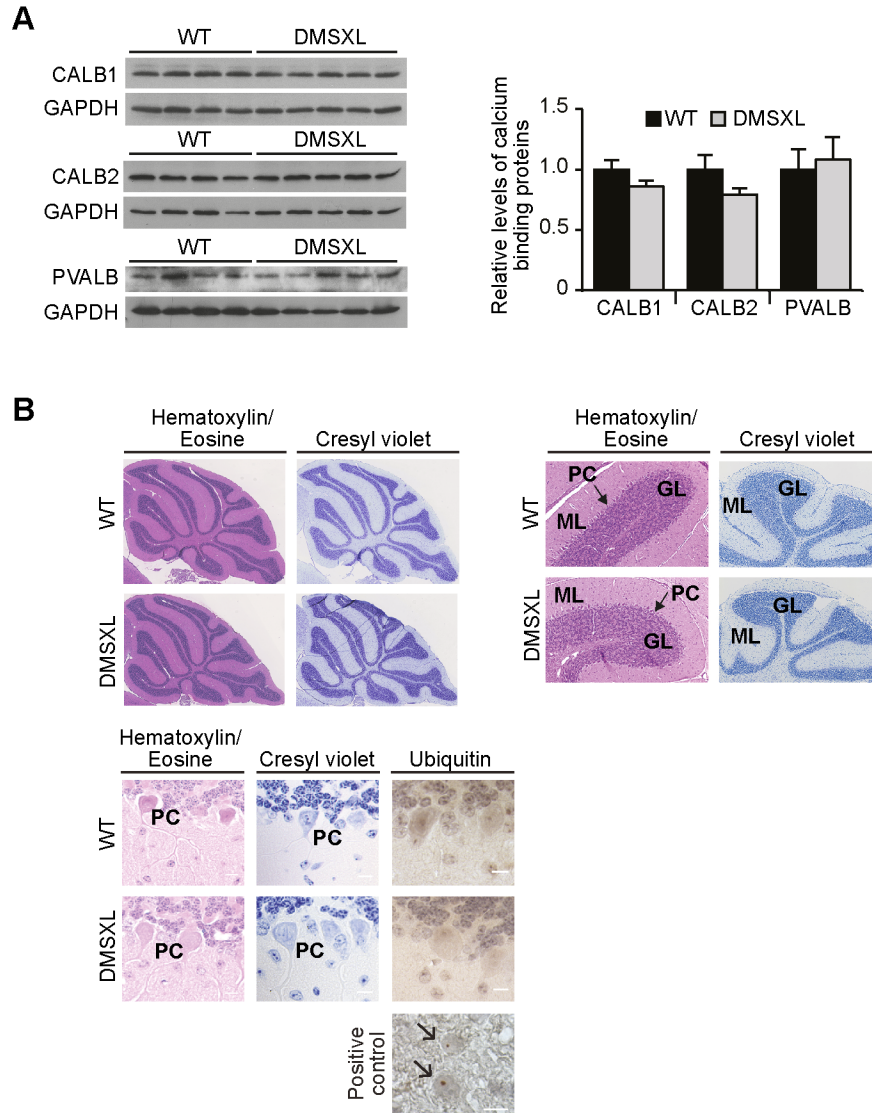 A
WT DMSXL
CALB1
GAPDH
WT DMSXL
CALB2
GAPDH
WT DMSXL
PVALB
GAPDH
Relative levels of calcium
binding proteins
1.5
1.0
0.5
0
WT DMSXL
CALB1 CALB2 PVALB
B
Hematoxylin/
Eosine Cresyl violet
WT
DMSXL
Hematoxylin/
Eosine Cresyl violet
WT
PC
GL
ML
GL
ML
DMSXL
ML
PC
GL
GL
ML
Hematoxylin/
Eosine Cresyl violet Ubiquitin
WT
PC
PC
DMSXL
PC
PC
Positive
control